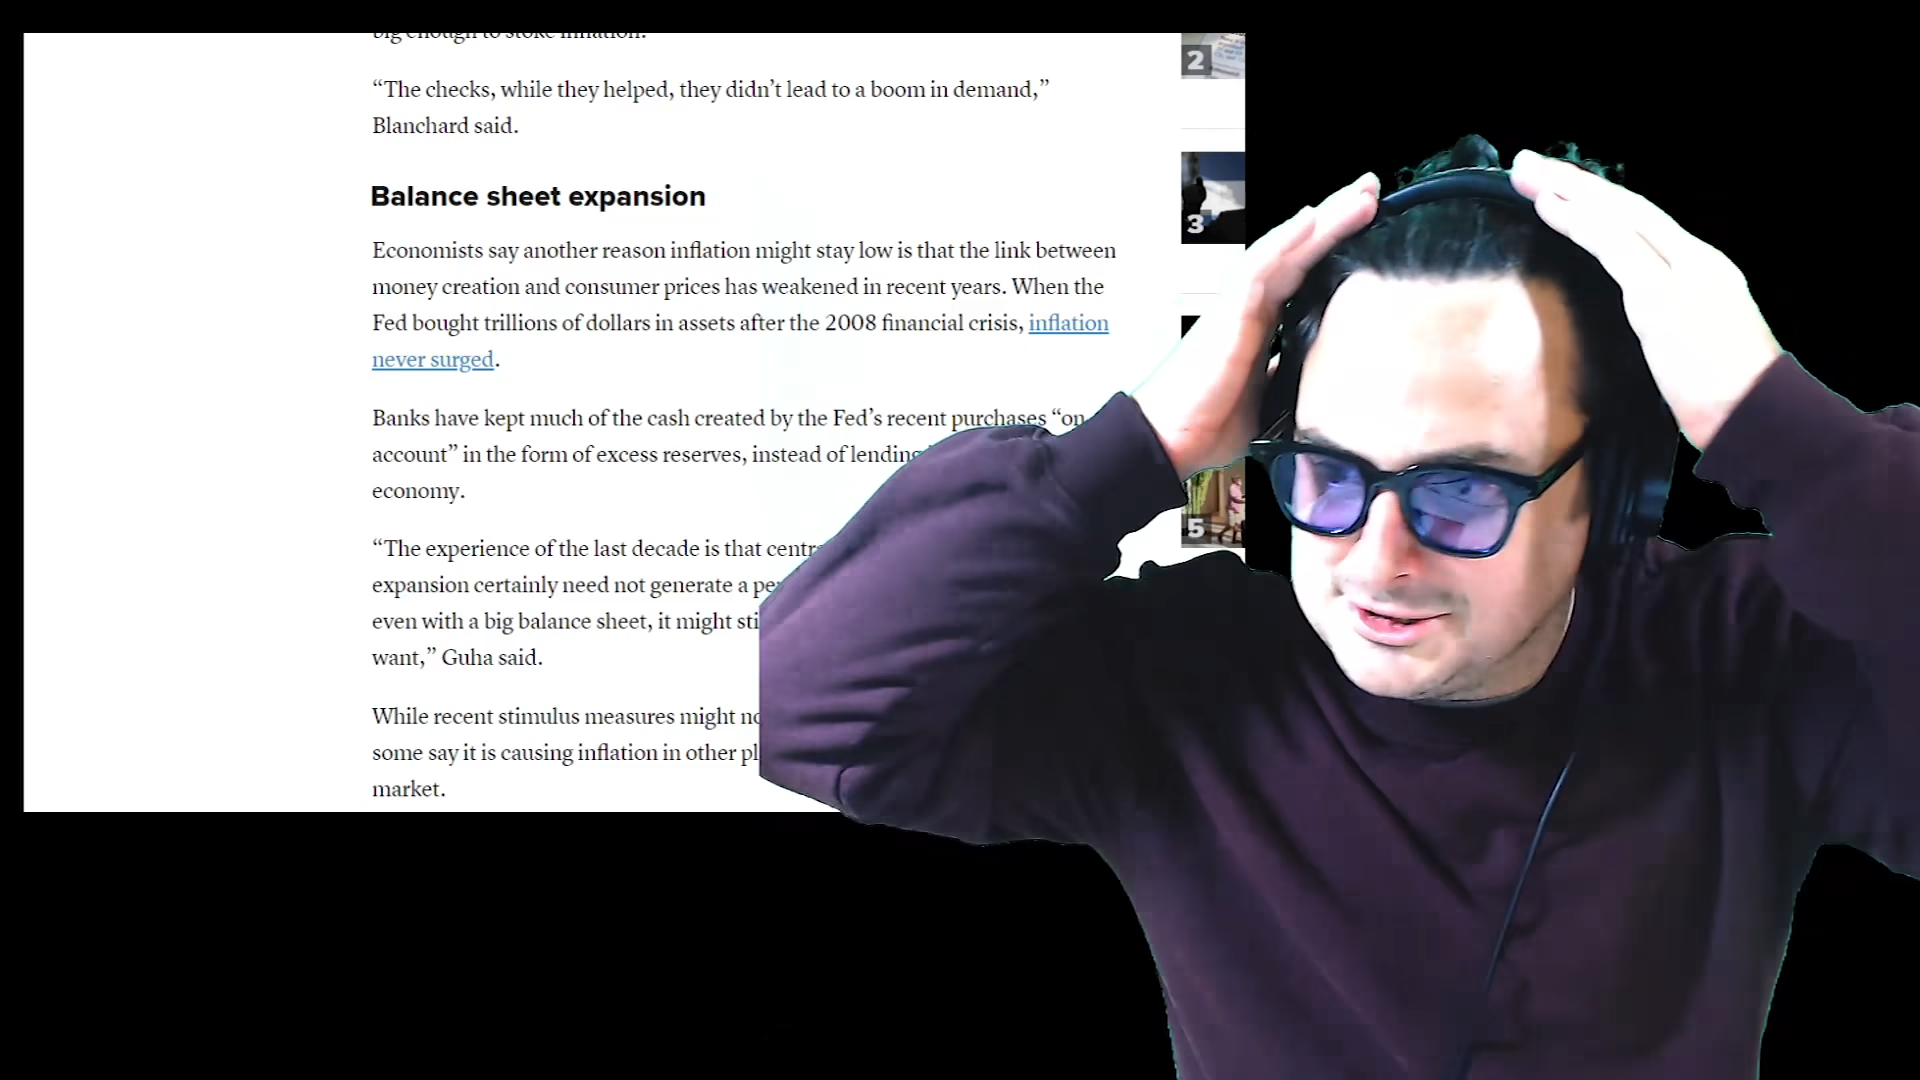 big enough to stoke inflation.
“The checks, while they helped, they didn’t lead to a boom in demand,”
Blanchard said.
Balance sheet expansion
Economists say another reason inflation might stay low is that the link between
money creation and consumer prices has weakened in recent years. When the
Fed bought trillions of dollars in assets after the 2008 financial crisis, inflation
never surged.
Banks have kept much of the cash created by the Fed’s recent purchases “on
account” in the form of excess reserves, instead of lending
economy.
“The experience of the last decade is that
expansion certainly need not generate a
even with a big balance sheet, it might
want,” Guha said.
While recent stimulus measures might
some say it is causing inflation in other
market.
2
3
5